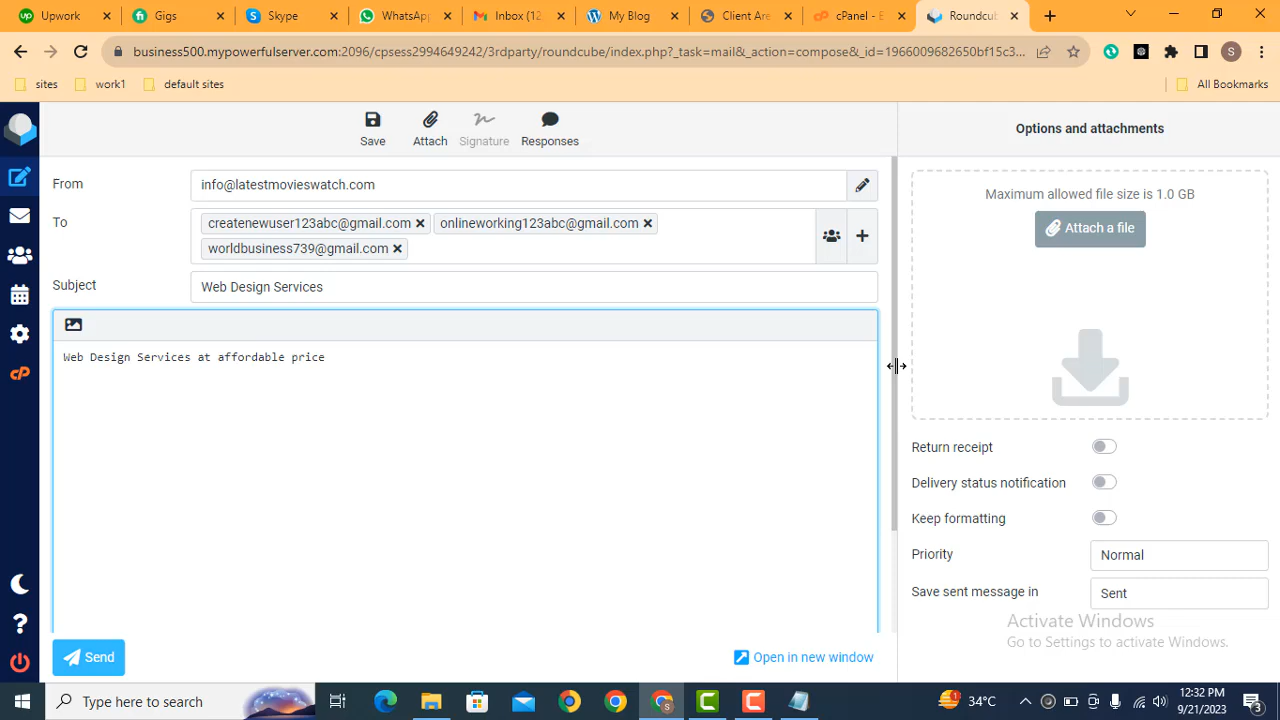 Upwork
Gigs
Skype
WhatsApp
Inbox (12,
My Blog
Client Are
cPanel - E
Roundcub
business500.mypowerfulserver.com:2096/cpsess2994649242/3rdparty/roundcube/index.php?_task=mail&_action=compose&_id=1966009682650bf15c3...
S
sites
work1
default sites
All Bookmarks
Save
Attach
Signature
Responses
Options and attachments
From
info@latestmovieswatch.com
To
createnewuser123abc@gmail.com
onlineworking123abc@gmail.com
worldbusiness739@gmail.com
Subject
Web Design Services
Web Design Services at affordable price
Maximum allowed file size is 1.0 GB
Attach a file
Return receipt
Delivery status notification
Keep formatting
Priority
Normal
Save sent message in
Sent
Activate Windows
Go to Settings to activate Windows.
Send
Open in new window
Type here to search
34°C
12:32 PM
9/21/2023
3